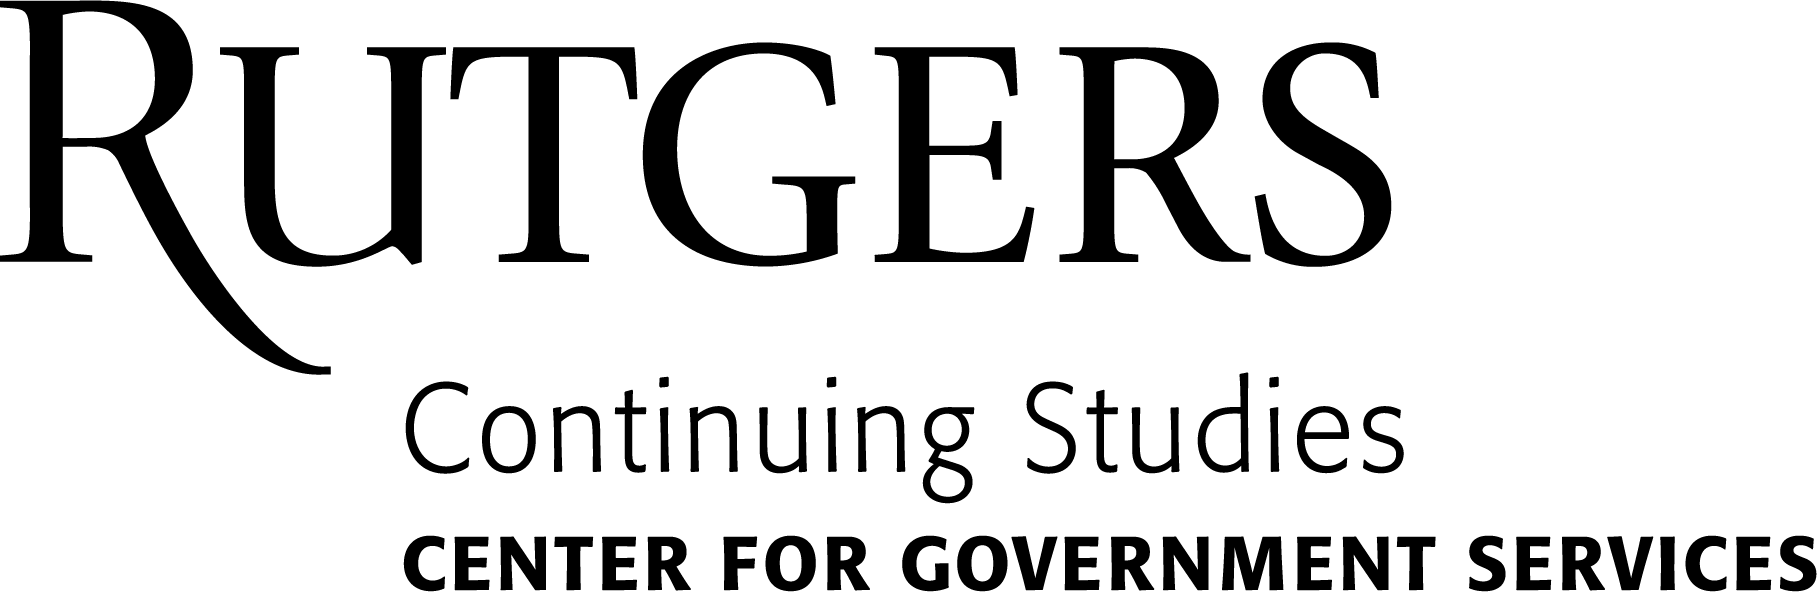 RUTGERS
Continuing Studies
CENTER FOR GOVERNMENT SERVICES